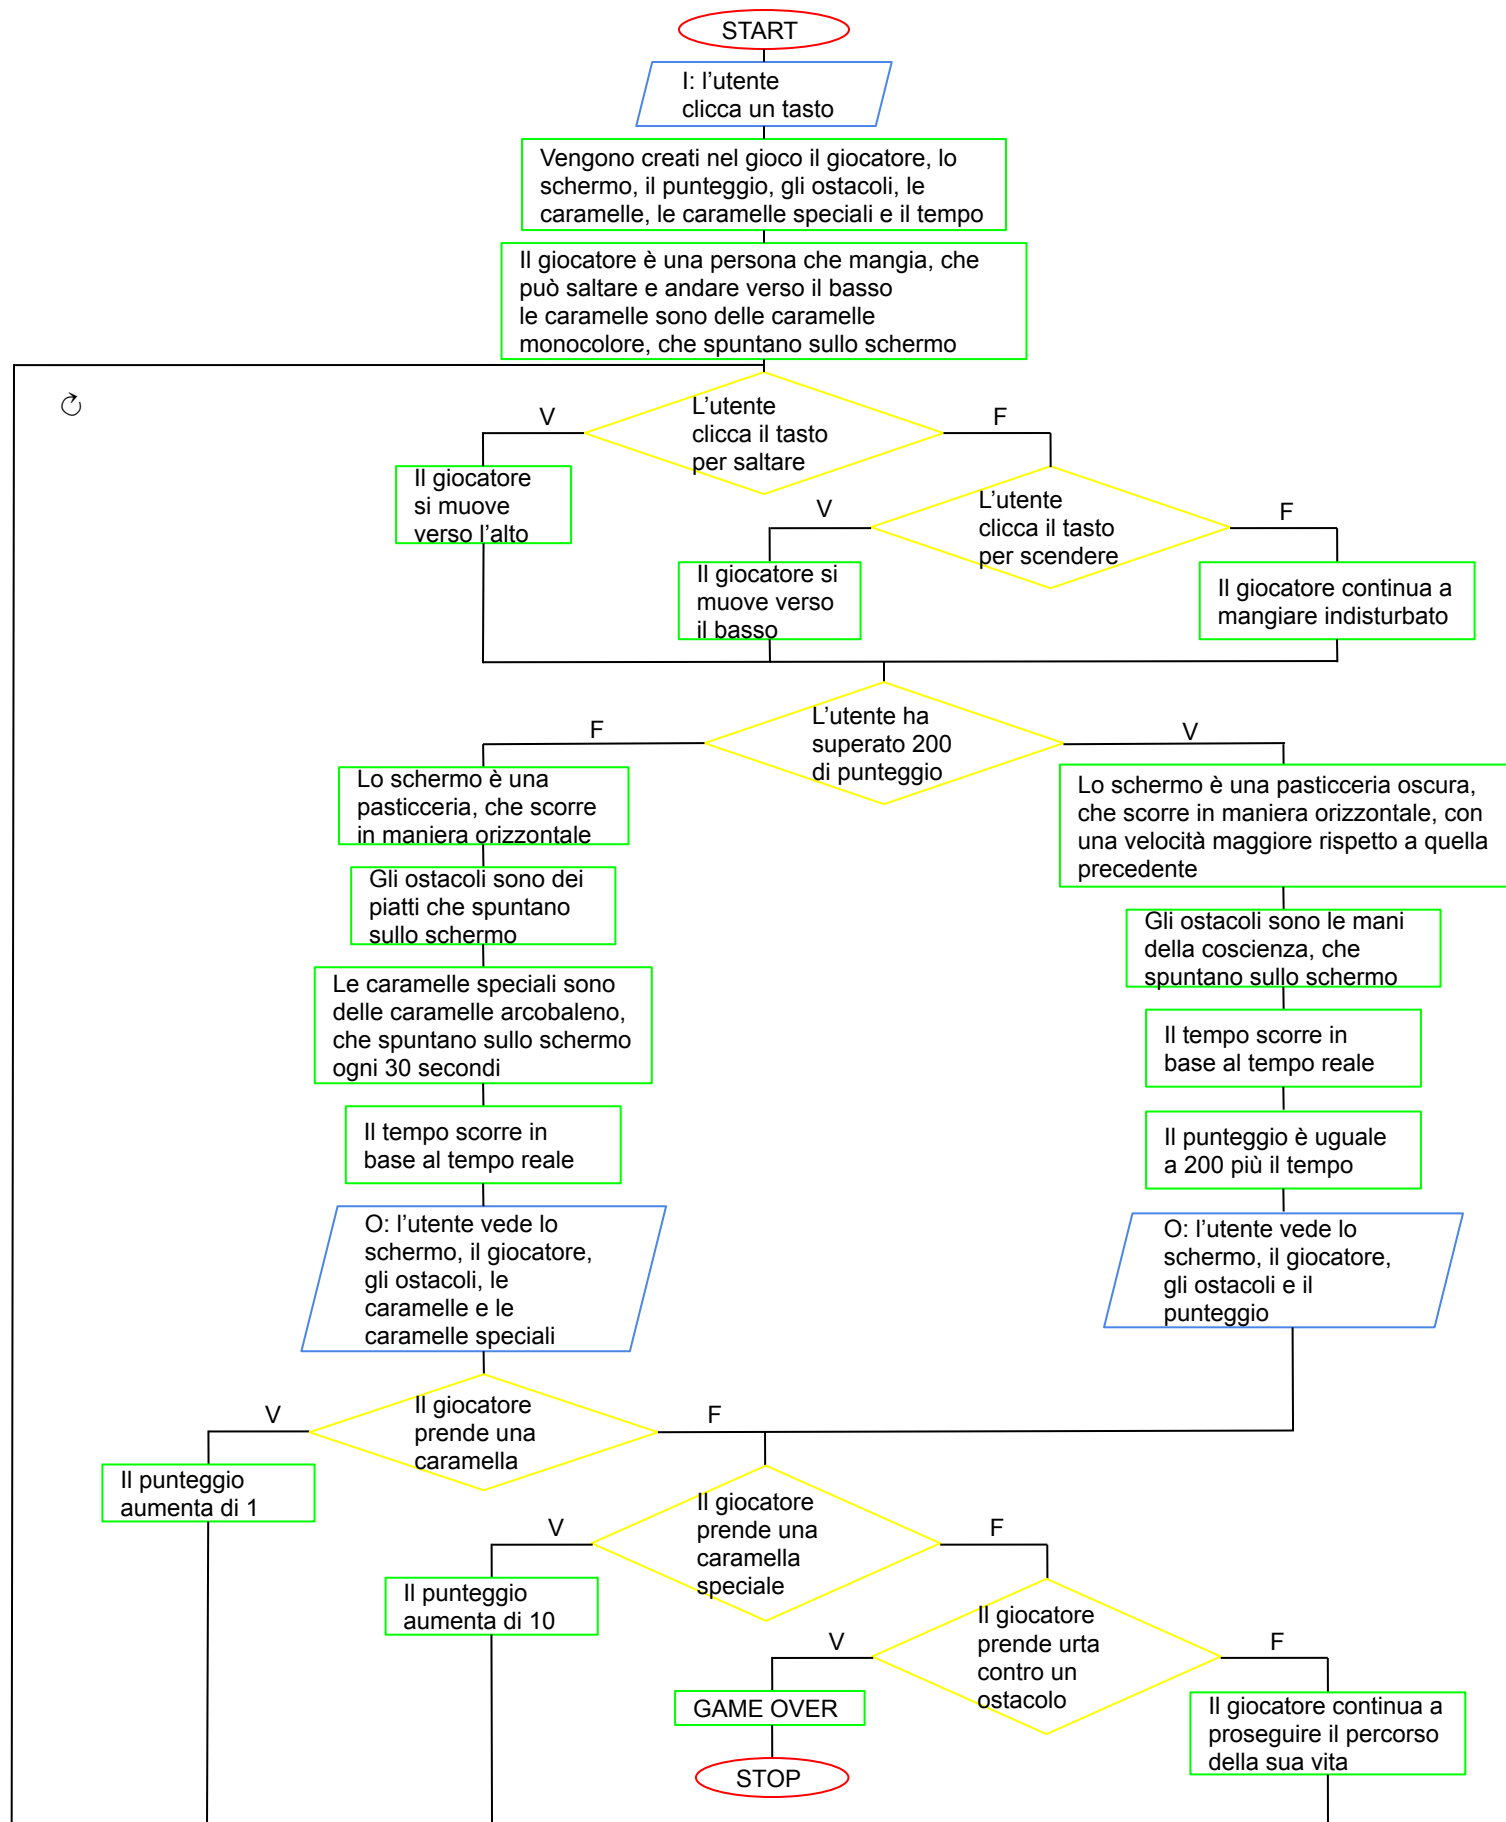 START
I: l’utente
clicca un tasto
Vengono creati nel gioco il giocatore, lo
schermo, il punteggio, gli ostacoli, le
caramelle, le caramelle speciali e il tempo
Il giocatore è una persona che mangia, che
può saltare e andare verso il basso
le caramelle sono delle caramelle
monocolore, che spuntano sullo schermo
L’utente
clicca il tasto
per saltare
V
F
Il giocatore
si muove
verso l’alto
L’utente
clicca il tasto
per scendere
V
F
Il giocatore si
muove verso
il basso
Il giocatore continua a
mangiare indisturbato
L’utente ha
superato 200
di punteggio
F
V
Lo schermo è una
pasticceria, che scorre
in maniera orizzontale
Gli ostacoli sono dei
piatti che spuntano
sullo schermo
Le caramelle speciali sono
delle caramelle arcobaleno,
che spuntano sullo schermo
ogni 30 secondi
Il tempo scorre in
base al tempo reale
O: l’utente vede lo
schermo, il giocatore,
gli ostacoli, le
caramelle e le
caramelle speciali
Lo schermo è una pasticceria oscura,
che scorre in maniera orizzontale, con
una velocità maggiore rispetto a quella
precedente
Gli ostacoli sono le mani
della coscienza, che
spuntano sullo schermo
Il tempo scorre in
base al tempo reale
Il punteggio è uguale
a 200 più il tempo
O: l’utente vede lo
schermo, il giocatore,
gli ostacoli e il
punteggio
Il giocatore
prende una
caramella
V
F
Il punteggio
aumenta di 1
Il giocatore
prende una
caramella
speciale
V
F
Il punteggio
aumenta di 10
Il giocatore
prende urta
contro un
ostacolo
V
F
GAME OVER
STOP
Il giocatore continua a
proseguire il percorso
della sua vita